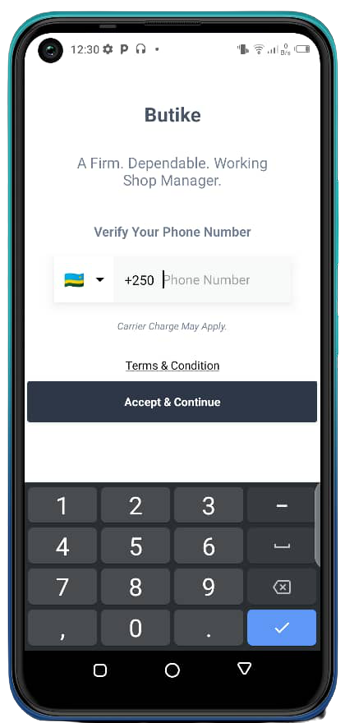 12:30
0
B/s
Butike
A Firm. Dependable. Working
Shop Manager.
Verify Your Phone Number
+250 Phone Number
Carrier Charge May Apply.
Terms & Condition
Accept & Continue
1 2 3 –
4 5 6
7 8 9
, 0 .